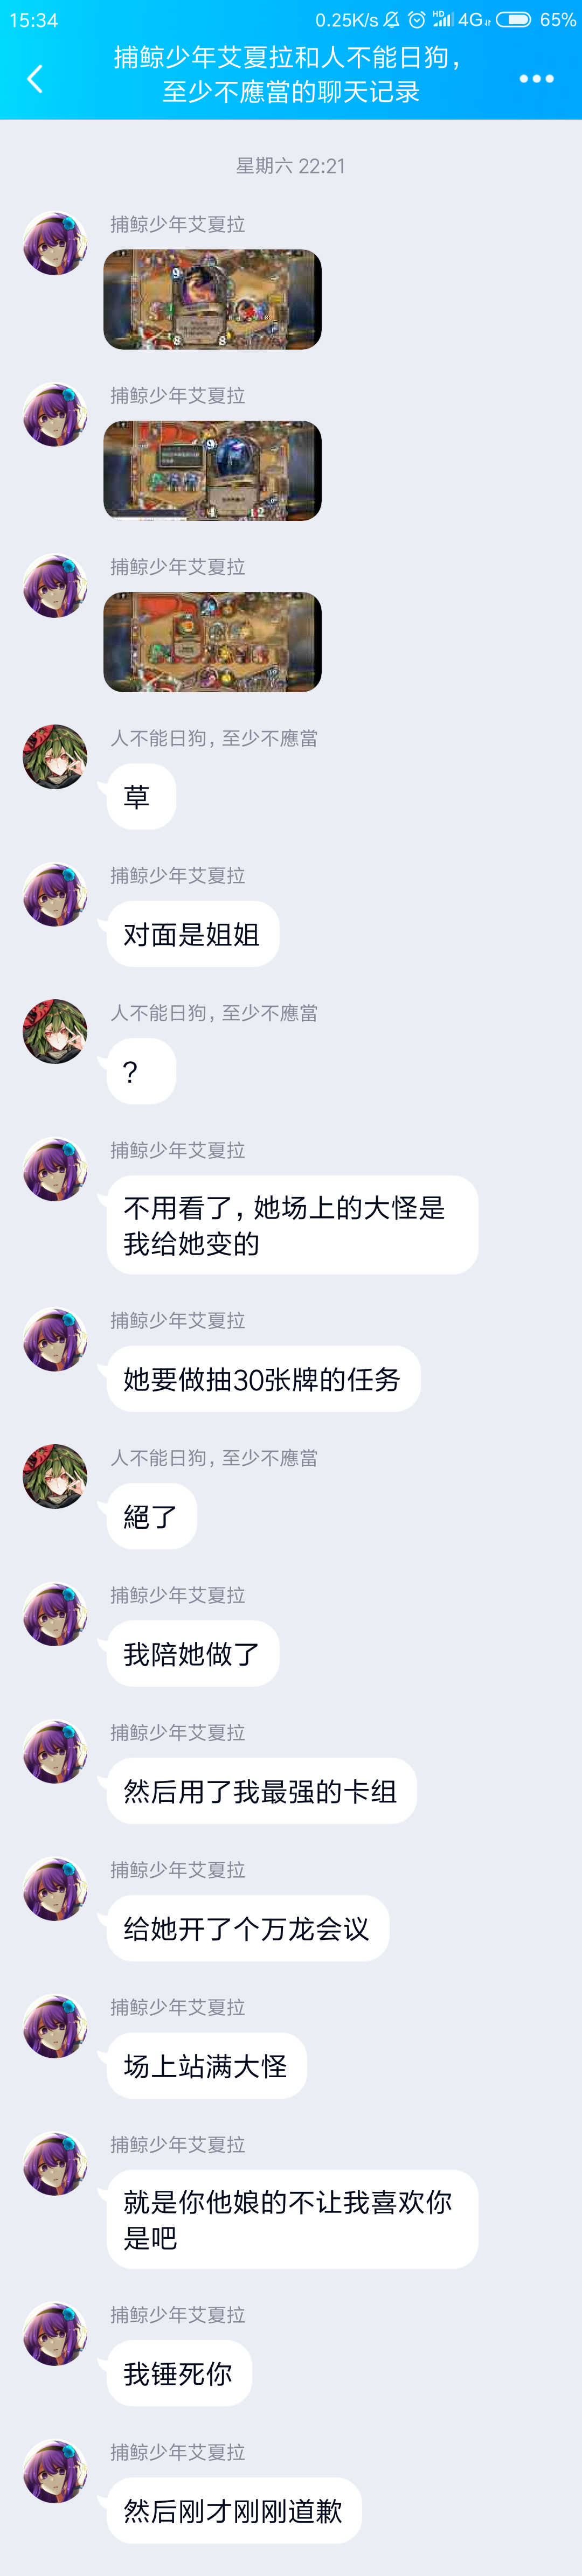 15:34
0.25K/s HD 4G 65%
捕鲸少年艾夏拉和人不能日狗，
至少不應當的聊天记录
星期六 22:21
捕鲸少年艾夏拉
9
8 8
捕鲸少年艾夏拉
9
4 12
捕鲸少年艾夏拉
人不能日狗，至少不應當
草
捕鲸少年艾夏拉
对面是姐姐
人不能日狗，至少不應當
?
捕鲸少年艾夏拉
不用看了，她场上的大怪是
我给她变的
捕鲸少年艾夏拉
她要做抽30张牌的任务
人不能日狗，至少不應當
絕了
捕鲸少年艾夏拉
我陪她做了
捕鲸少年艾夏拉
然后用了我最强的卡组
捕鲸少年艾夏拉
给她开了个万龙会议
捕鲸少年艾夏拉
场上站满大怪
捕鲸少年艾夏拉
就是你他娘的不让我喜欢你
是吧
捕鲸少年艾夏拉
我锤死你
捕鲸少年艾夏拉
然后刚才刚刚道歉